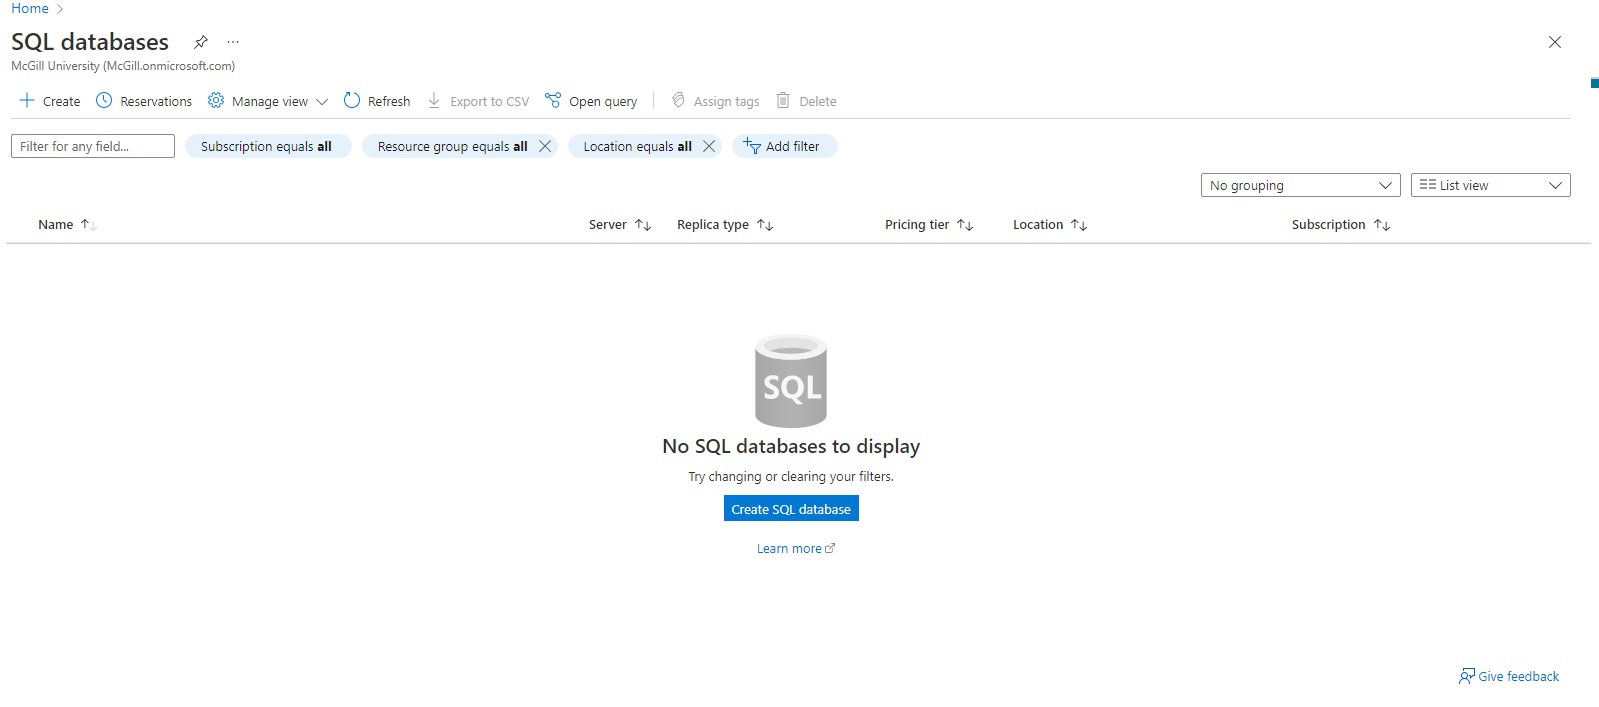 Home
SQL databases ...
McGill University (McGill.onmicrosoft.com)
Create Reservations Manage view Refresh Export to CSV Open query Assign tags Delete
Filter for any field... Subscription equals all Resource group equals all Location equals all Add filter
No grouping List view
Name Server Replica type Pricing tier Location Subscription
SQL
No SQL databases to display
Try changing or clearing your filters.
Create SQL database
Learn more
Give feedback